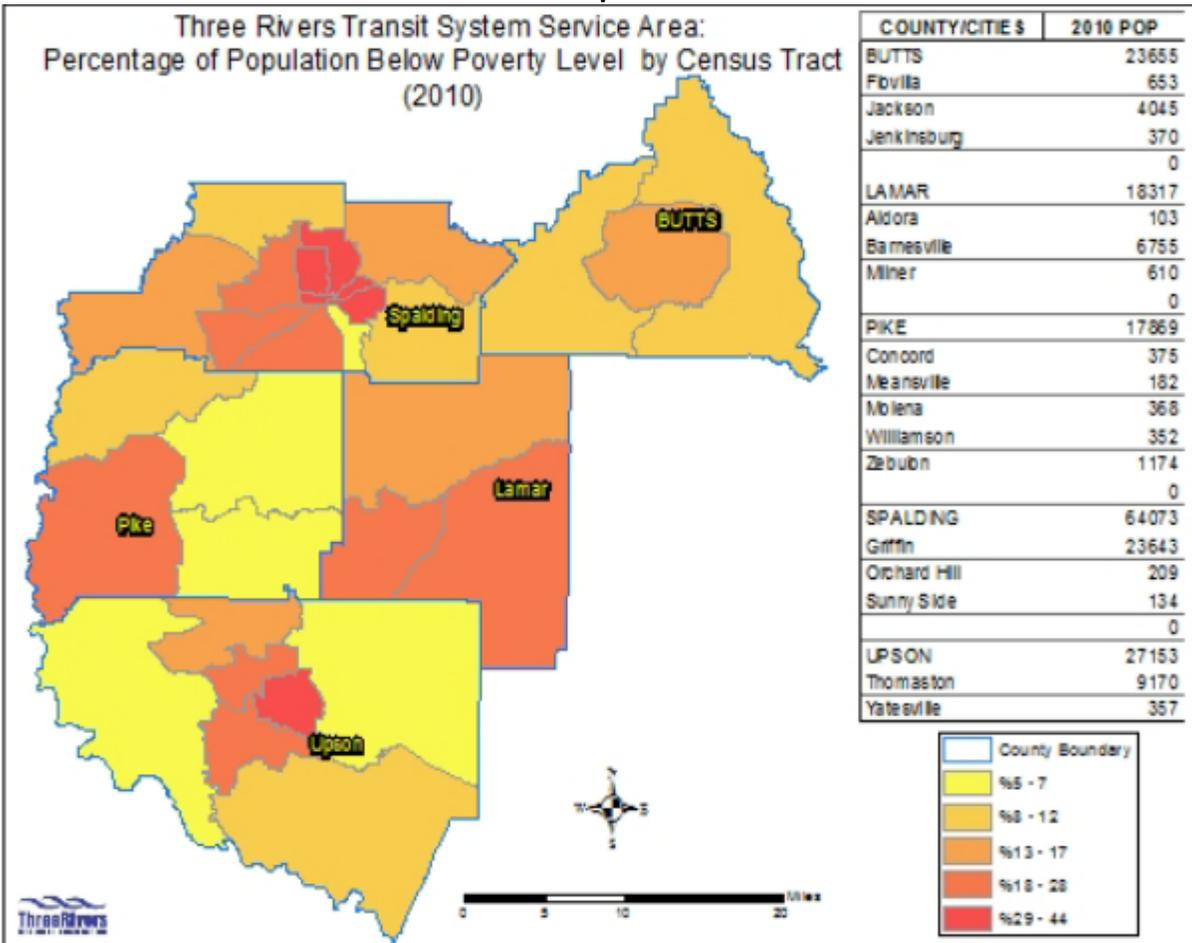 Three Rivers Transit System Service Area:
Percentage of Population Below Poverty Level by Census Tract
(2010)
COUNTY/CITIES 2010 POP
BUTTS 23655
Flovilla 653
Jackson 4045
Jenkinsburg 370
0
LAMAR 18317
Aldora 103
Barnesville 6755
Milner 610
0
PIKE 17869
Concord 375
Meansville 182
Molena 368
Williamson 352
Zebulon 1174
0
SPALDING 64073
Griffin 23643
Orchard Hill 209
Sunny Side 134
0
UPSON 27153
Thomaston 9170
Yatesville 357
BUTTS
Spalding
Lamar
Pike
Upson
County Boundary
%5 - 7
%8 - 12
%13 - 17
%18 - 28
%29 - 44
N
W E
S
Miles
0 5 10 20
ThreeRivers